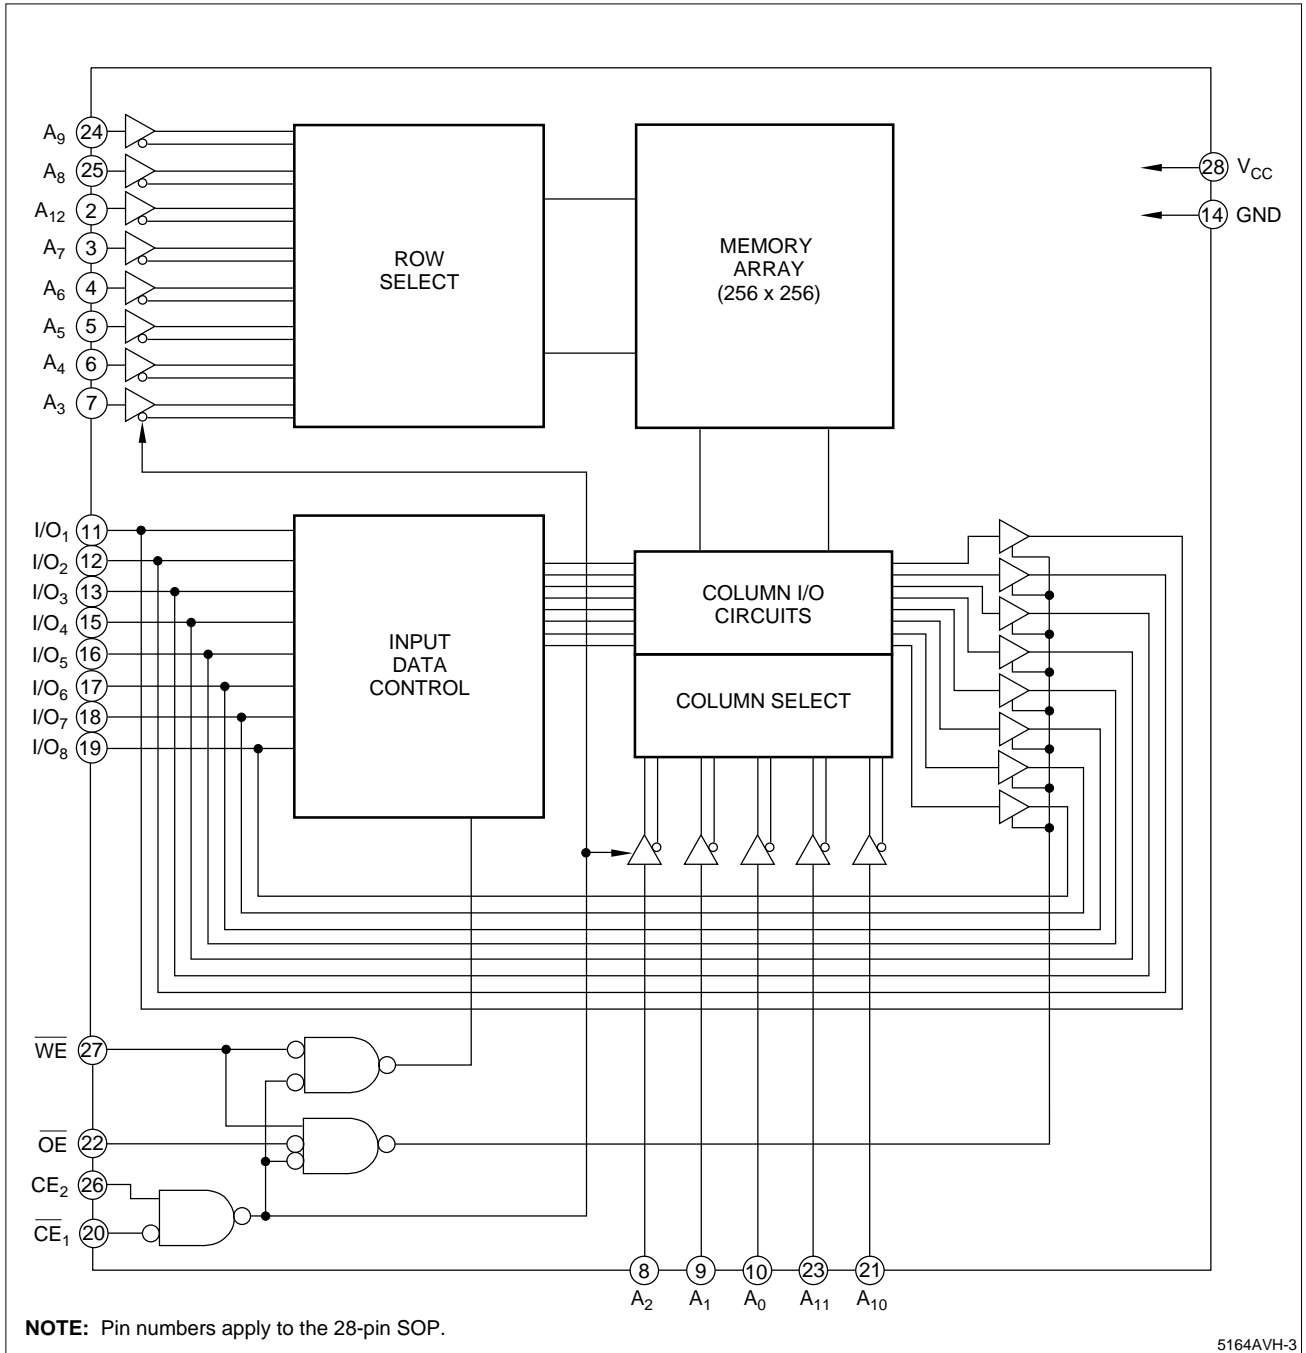 A9 24
A8 25
A12 2
A7 3
A6 4
A5 5
A4 6
A3 7
ROW
SELECT
MEMORY
ARRAY
(256 x 256)
28 VCC
14 GND
I/O1 11
I/O2 12
I/O3 13
I/O4 15
I/O5 16
I/O6 17
I/O7 18
I/O8 19
INPUT
DATA
CONTROL
COLUMN I/O
CIRCUITS
COLUMN SELECT
W̅E̅ 27
O̅E̅ 22
CE2 26
C̅E̅1 20
8 9 10 23 21
A2 A1 A0 A11 A10
NOTE: Pin numbers apply to the 28-pin SOP.
5164AVH-3